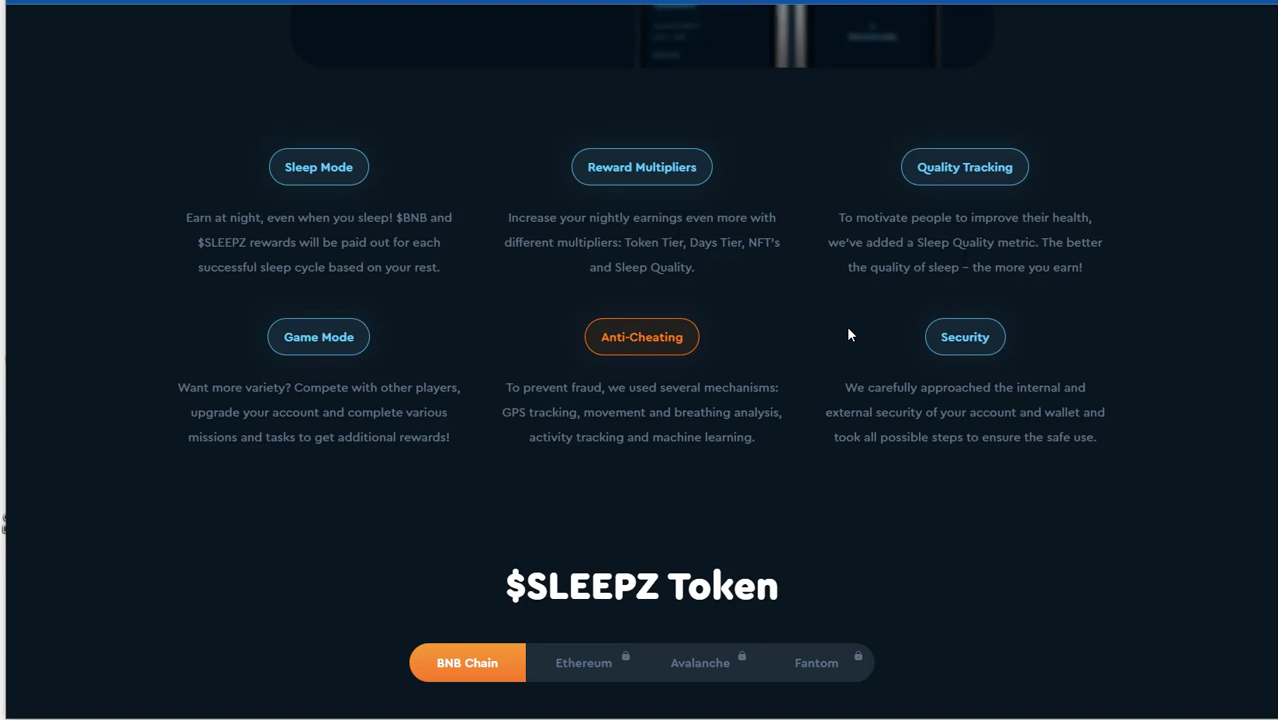 Sleep Mode
Earn at night, even when you sleep! $BNB and
$SLEEPZ rewards will be paid out for each
successful sleep cycle based on your rest.
Reward Multipliers
Increase your nightly earnings even more with
different multipliers: Token Tier, Days Tier, NFT's
and Sleep Quality.
Quality Tracking
To motivate people to improve their health,
we've added a Sleep Quality metric. The better
the quality of sleep – the more you earn!
Game Mode
Want more variety? Compete with other players,
upgrade your account and complete various
missions and tasks to get additional rewards!
Anti-Cheating
To prevent fraud, we used several mechanisms:
GPS tracking, movement and breathing analysis,
activity tracking and machine learning.
Security
We carefully approached the internal and
external security of your account and wallet and
took all possible steps to ensure the safe use.
$SLEEPZ Token
BNB Chain
Ethereum
Avalanche
Fantom